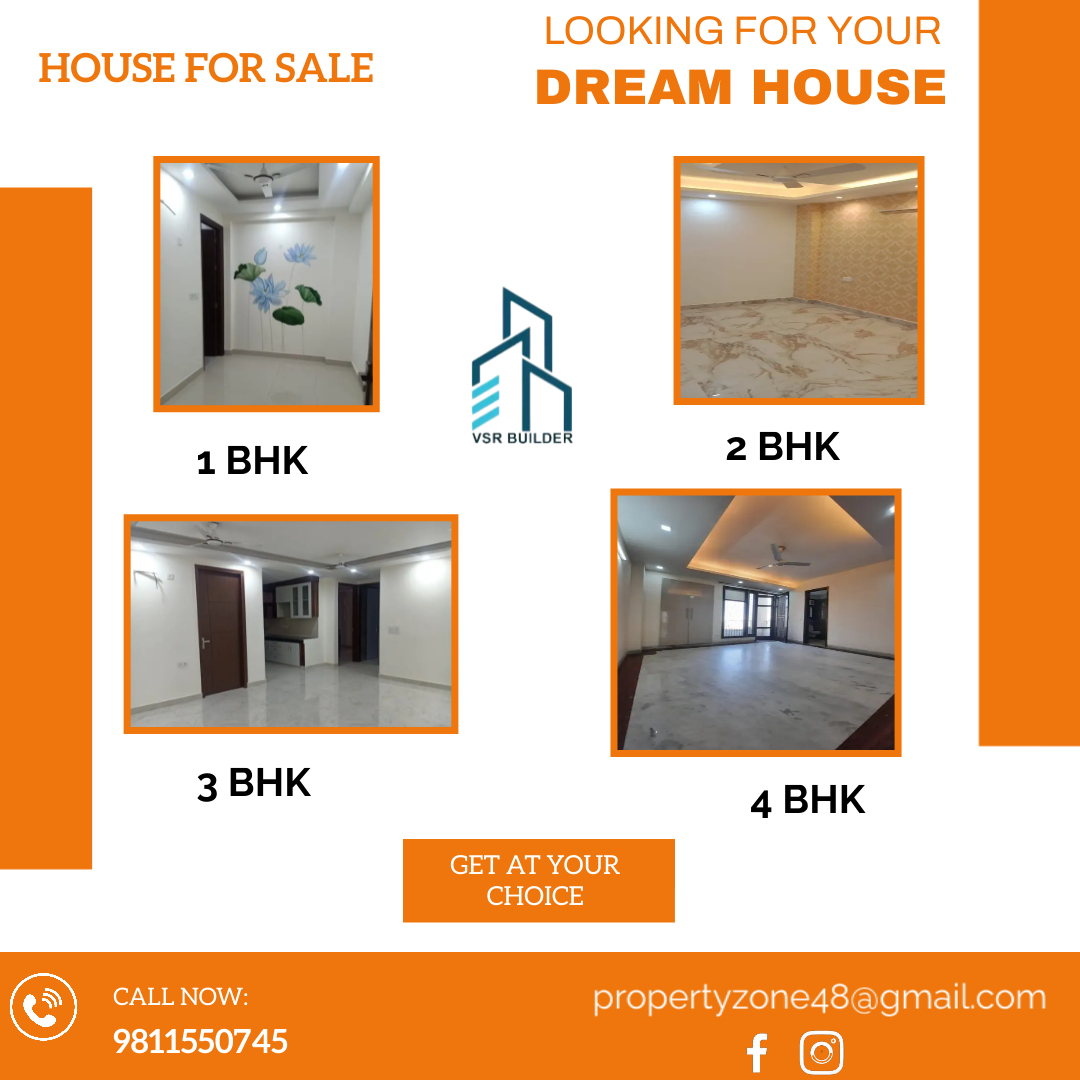 HOUSE FOR SALE
LOOKING FOR YOUR
DREAM HOUSE
VSR BUILDER
1 BHK
2 BHK
3 BHK
4 BHK
GET AT YOUR
CHOICE
CALL NOW:
9811550745
propertyzone48@gmail.com